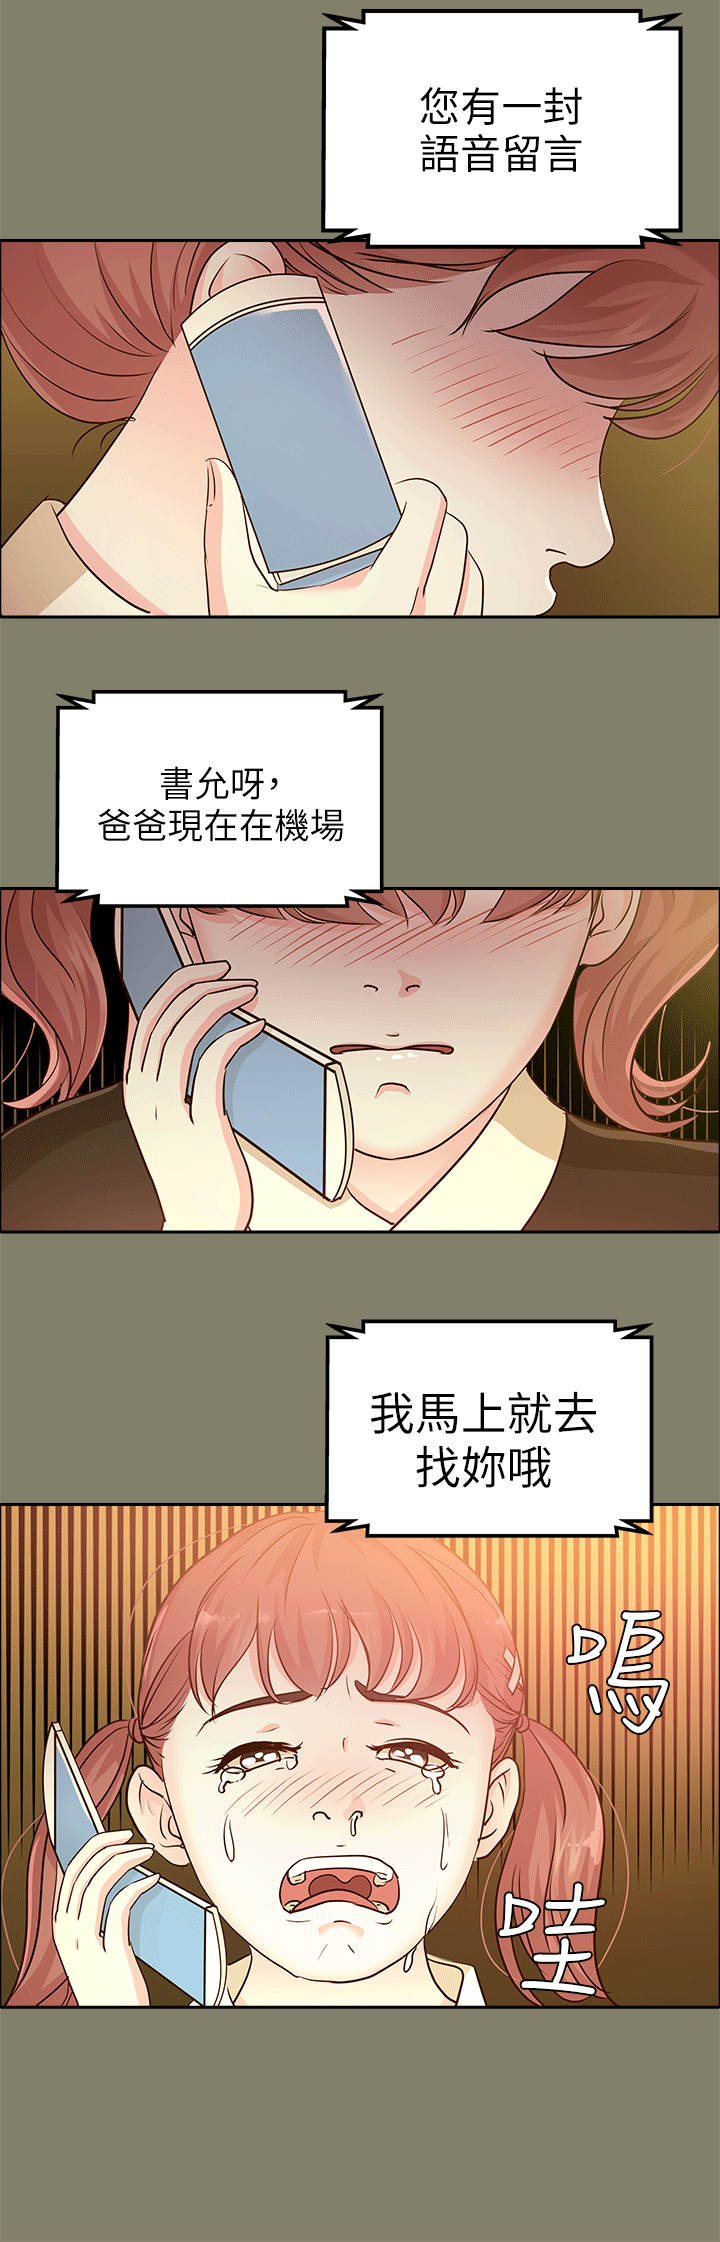 您有一封
語音留言
書允呀，
爸爸現在在機場
我馬上就去
找妳哦
嗚
哇